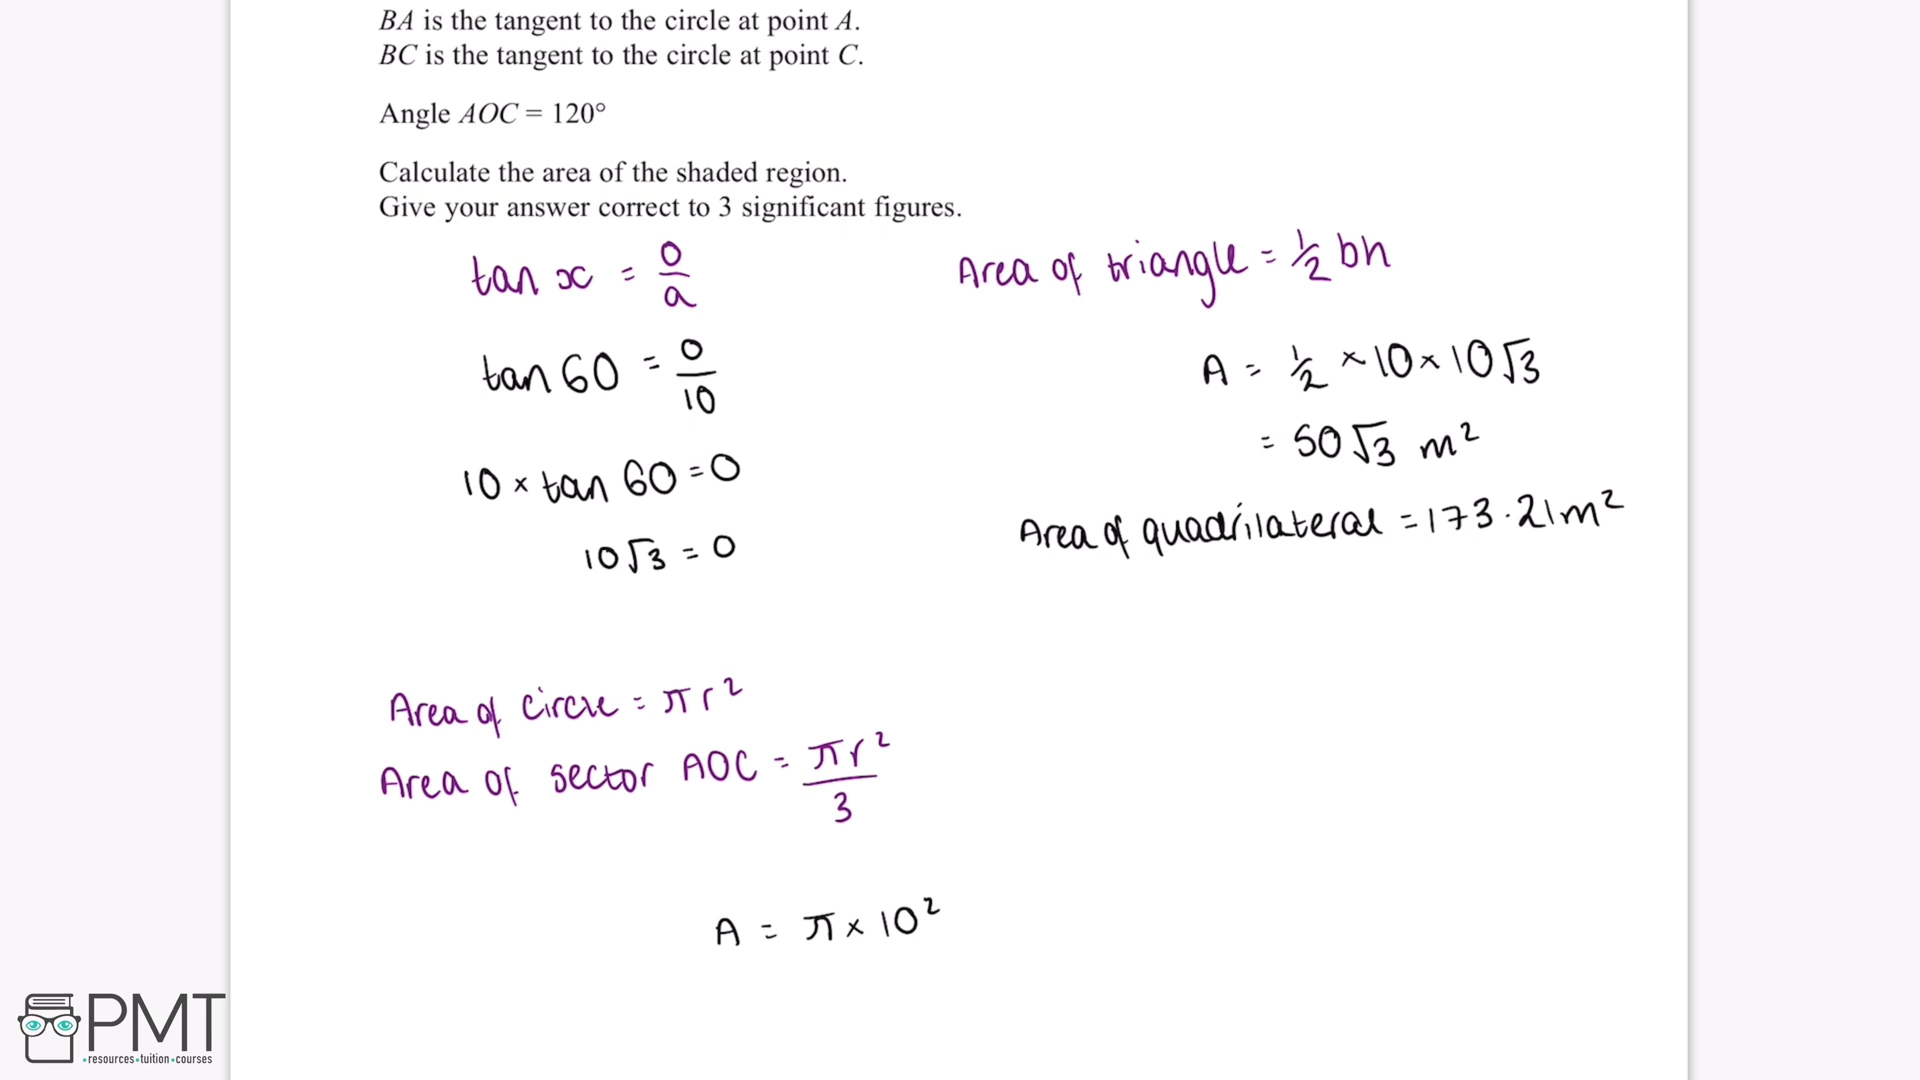 BA is the tangent to the circle at point A.
BC is the tangent to the circle at point C.
Angle AOC = 120°
Calculate the area of the shaded region.
Give your answer correct to 3 significant figures.
tan x = o/a
tan 60 = o/10
10 × tan 60 = o
10√3 = o
Area of triangle = ½ bh
A = ½ × 10 × 10√3
= 50√3 m²
Area of quadrilateral = 173.21m²
Area of circle = πr²
Area of sector AOC = πr²/3
A = π × 10²
PMT
•resources•tuition•courses